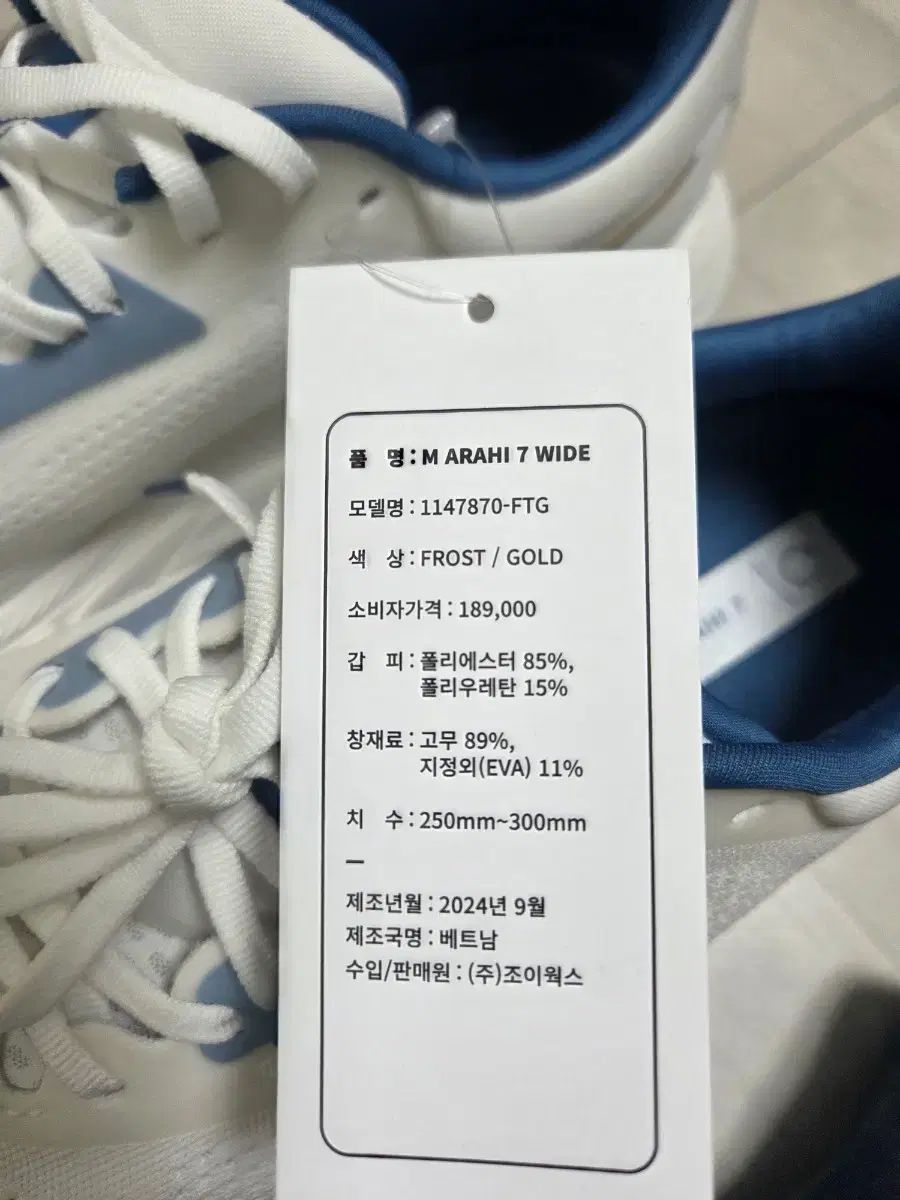 품 명 : M ARAHI 7 WIDE
모델명 : 1147870-FTG
색 상 : FROST / GOLD
소비자가격 : 189,000
갑 피 : 폴리에스터 85%,
폴리우레탄 15%
창재료 : 고무 89%,
지정외(EVA) 11%
치 수 : 250mm~300mm
—
제조년월 : 2024년 9월
제조국명 : 베트남
수입/판매원 : (주)조이웍스